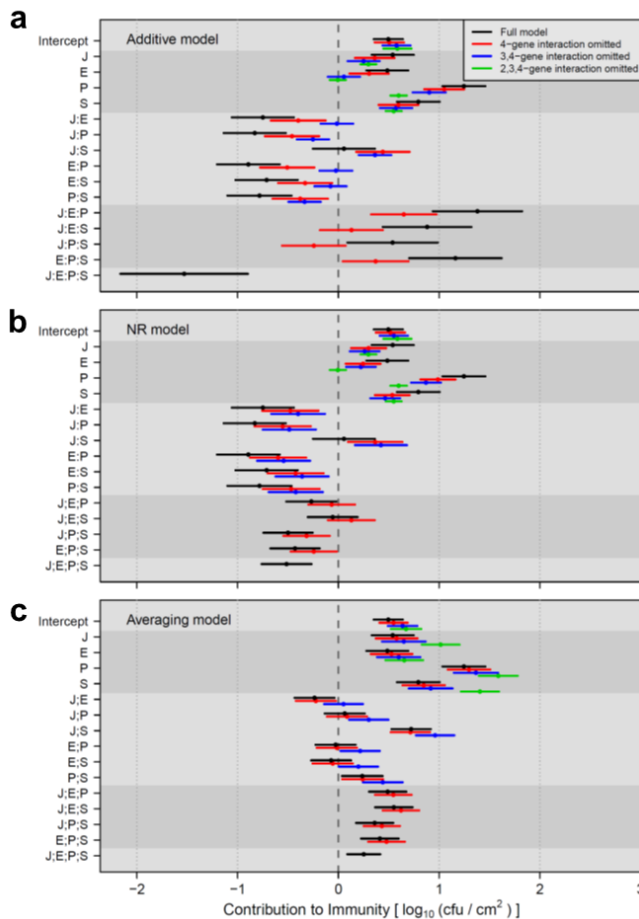 a
Additive model
Full model
4-gene interaction omitted
3,4-gene interaction omitted
2,3,4-gene interaction omitted
Intercept
J
E
P
S
J:E
J:P
J:S
E:P
E:S
P:S
J:E:P
J:E:S
J:P:S
E:P:S
J:E:P:S
b
NR model
Intercept
J
E
P
S
J;E
J;P
J;S
E;P
E;S
P;S
J;E;P
J;E;S
J;P;S
E;P;S
J;E;P;S
c
Averaging model
Intercept
J
E
P
S
J;E
J;P
J;S
E;P
E;S
P;S
J;E;P
J;E;S
J;P;S
E;P;S
J;E;P;S
−2 −1 0 1 2 3
Contribution to Immunity [ log10 (cfu / cm2 ) ]